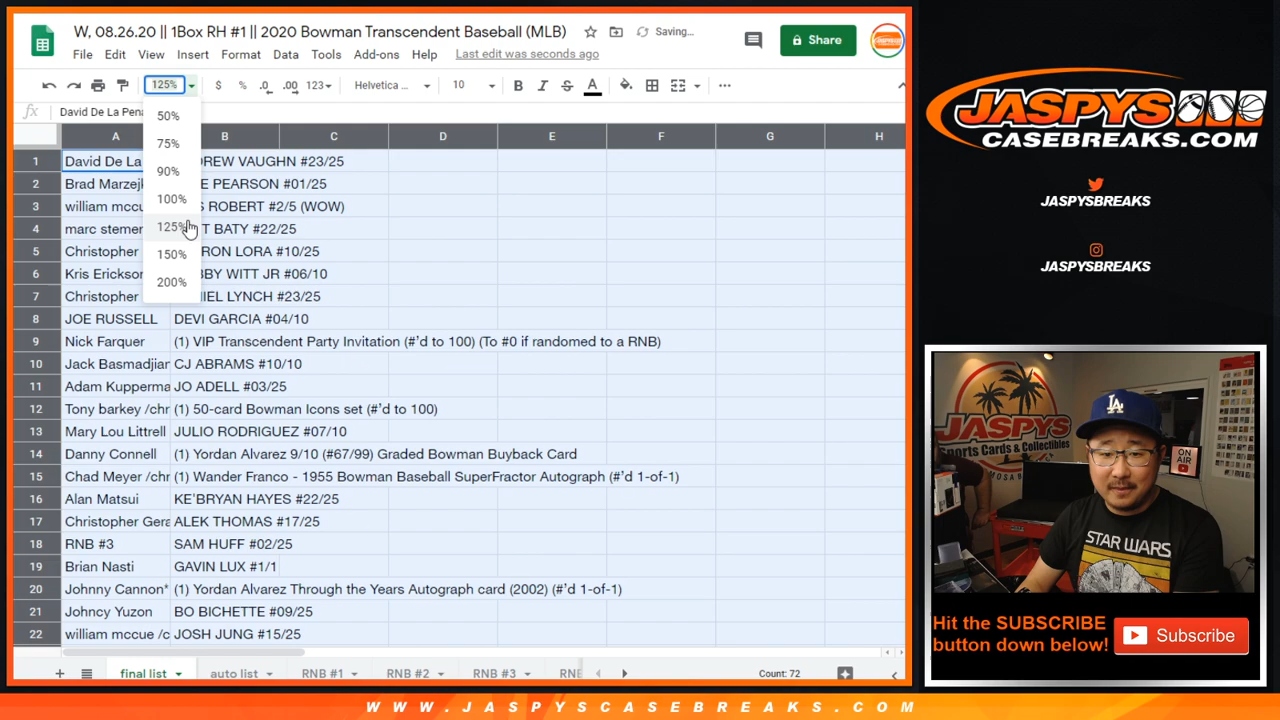 W, 08.26.20 || 1Box RH #1 || 2020 Bowman Transcendent Baseball (MLB) Saving...
File Edit View Insert Format Data Tools Add-ons Help Last edit was seconds ago
Share
125% $ % .0 .00 123 Helvetica ... 10 B I S A
fx David De La Pena
50%
75%
90%
100%
125%
150%
200%
A B C D E F G H
1 David De La DREW VAUGHN #23/25
2 Brad Marzejk E PEARSON #01/25
3 william mccu S ROBERT #2/5 (WOW)
4 marc stemer T BATY #22/25
5 Christopher RON LORA #10/25
6 Kris Erickson BBY WITT JR #06/10
7 Christopher NIEL LYNCH #23/25
8 JOE RUSSELL DEVI GARCIA #04/10
9 Nick Farquer (1) VIP Transcendent Party Invitation (#'d to 100) (To #0 if randomed to a RNB)
10 Jack Basmadjian CJ ABRAMS #10/10
11 Adam Kupperma JO ADELL #03/25
12 Tony barkey /chr (1) 50-card Bowman Icons set (#'d to 100)
13 Mary Lou Littrell JULIO RODRIGUEZ #07/10
14 Danny Connell (1) Yordan Alvarez 9/10 (#67/99) Graded Bowman Buyback Card
15 Chad Meyer /chr (1) Wander Franco - 1955 Bowman Baseball SuperFractor Autograph (#'d 1-of-1)
16 Alan Matsui KE'BRYAN HAYES #22/25
17 Christopher Gera ALEK THOMAS #17/25
18 RNB #3 SAM HUFF #02/25
19 Brian Nasti GAVIN LUX #1/1
20 Johnny Cannon* (1) Yordan Alvarez Through the Years Autograph card (2002) (#'d 1-of-1)
21 Johncy Yuzon BO BICHETTE #09/25
22 william mccue /c JOSH JUNG #15/25
final list auto list RNB #1 RNB #2 RNB #3 RNB Count: 72
JASPYS
CASEBREAKS.COM
JASPYSBREAKS
JASPYSBREAKS
JASPYS
Sports Cards & Collectibles
ON AIR
LA
STAR WARS
Hit the SUBSCRIBE
button down below!
Subscribe
WWW.JASPYSCASEBREAKS.COM